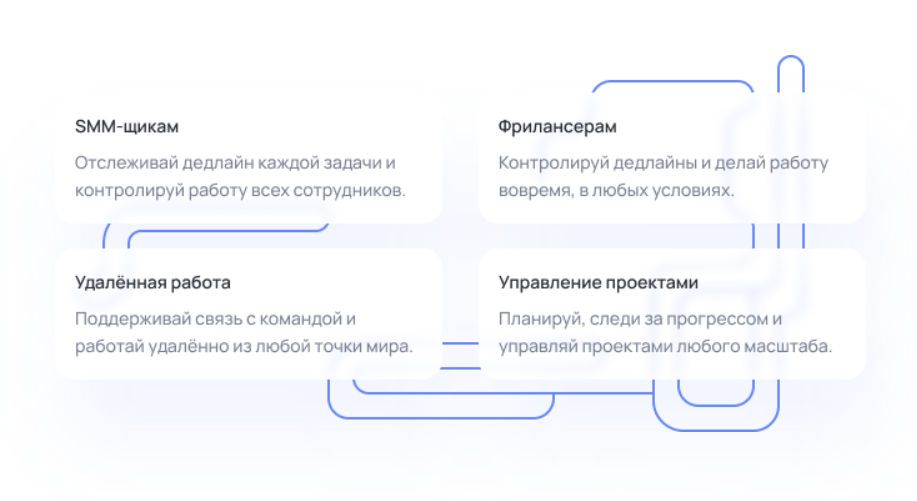 SMM-щикам
Отслеживай дедлайн каждой задачи и
контролируй работу всех сотрудников.
Фрилансерам
Контролируй дедлайны и делай работу
вовремя, в любых условиях.
Удалённая работа
Поддерживай связь с командой и
работай удалённо из любой точки мира.
Управление проектами
Планируй, следи за прогрессом и
управляй проектами любого масштаба.